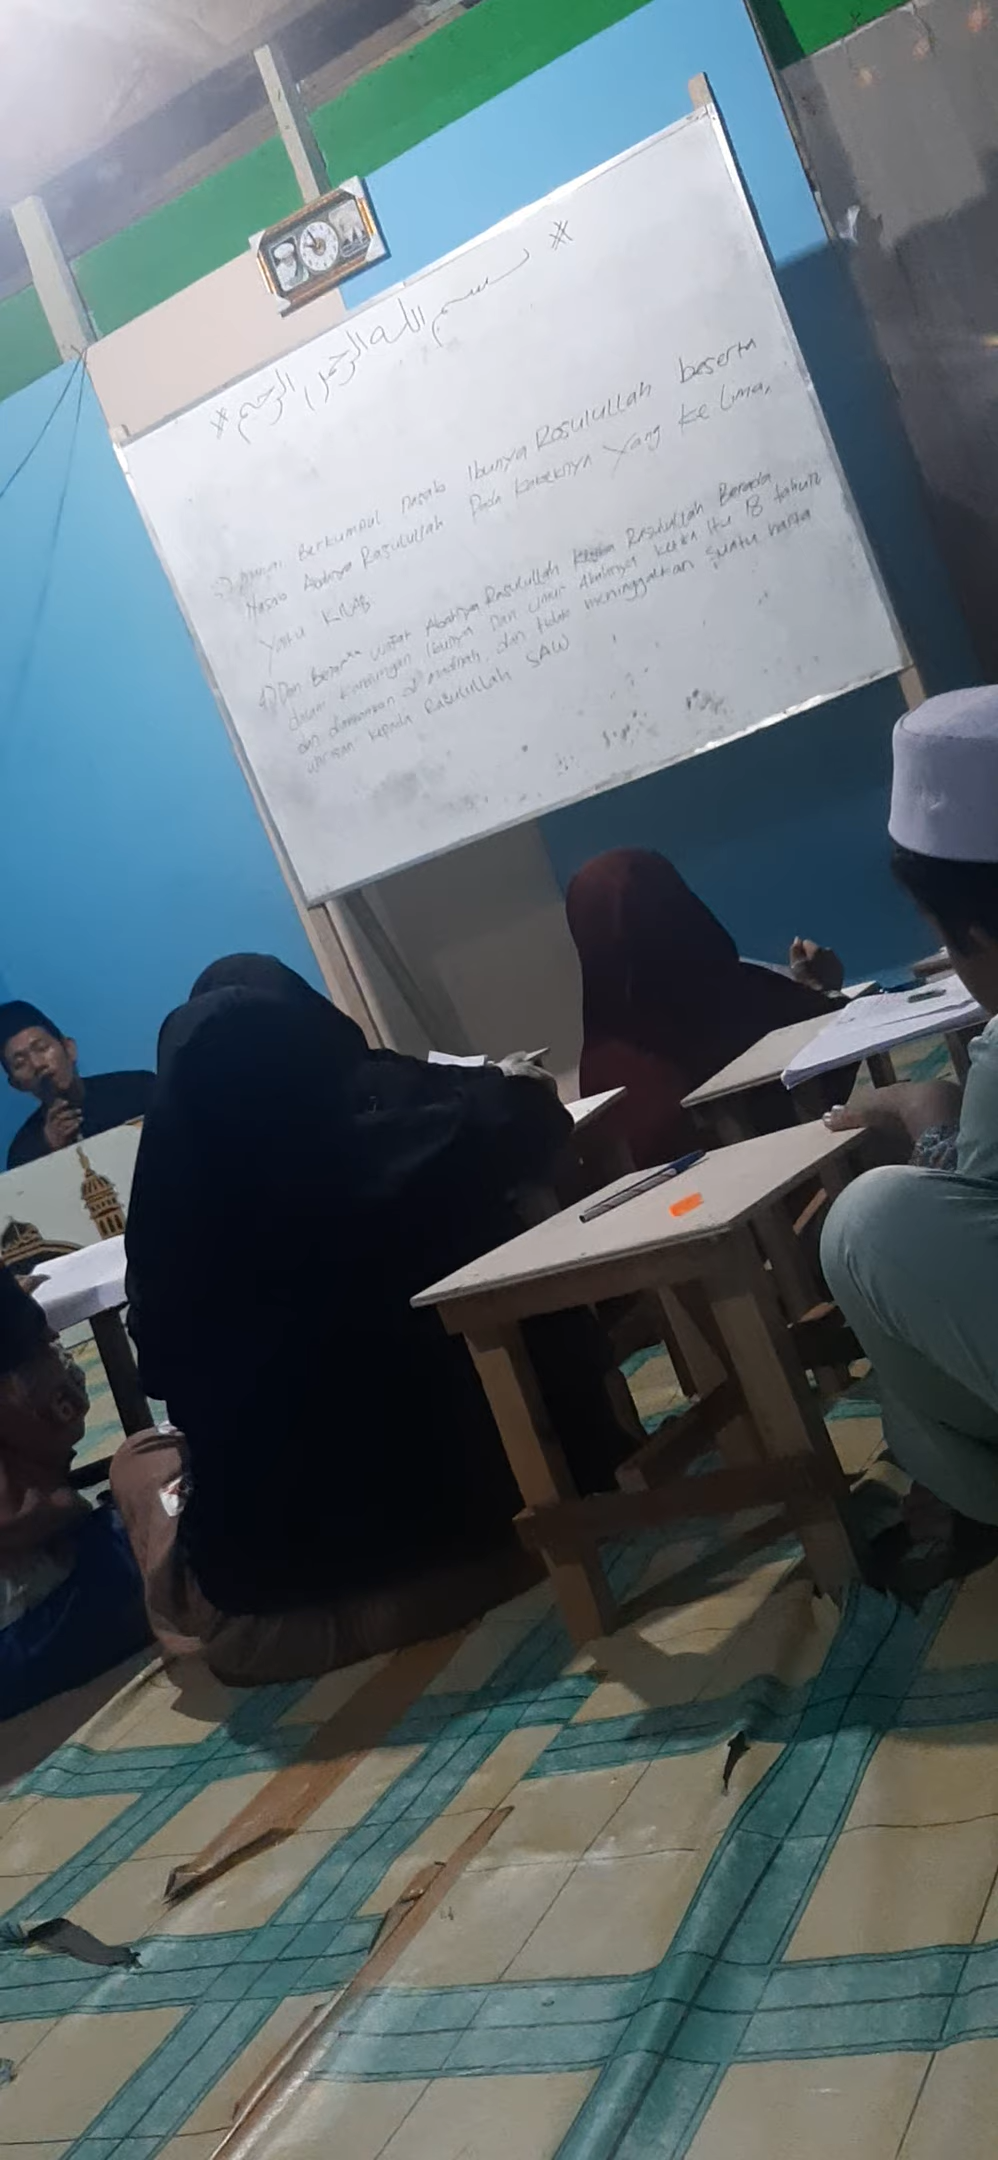 * بسم الله الرحمن الرحيم *
Berkumpul nasab Ibunya Rosulullah beserta
Nasab Abahnya Rasulullah Pada Kakeknya Yang Ke lima,
Yaitu KILAB
4) Dan wafat Abahnya Rasulullah Ketika Rasulullah Berada
dalam Kandungan Ibunya Dan Umur Abahnya Ketika Itu 18 tahun
dan di madinah, dan tidak meninggalkan suatu harta
warisan kepada Rasulullah SAW